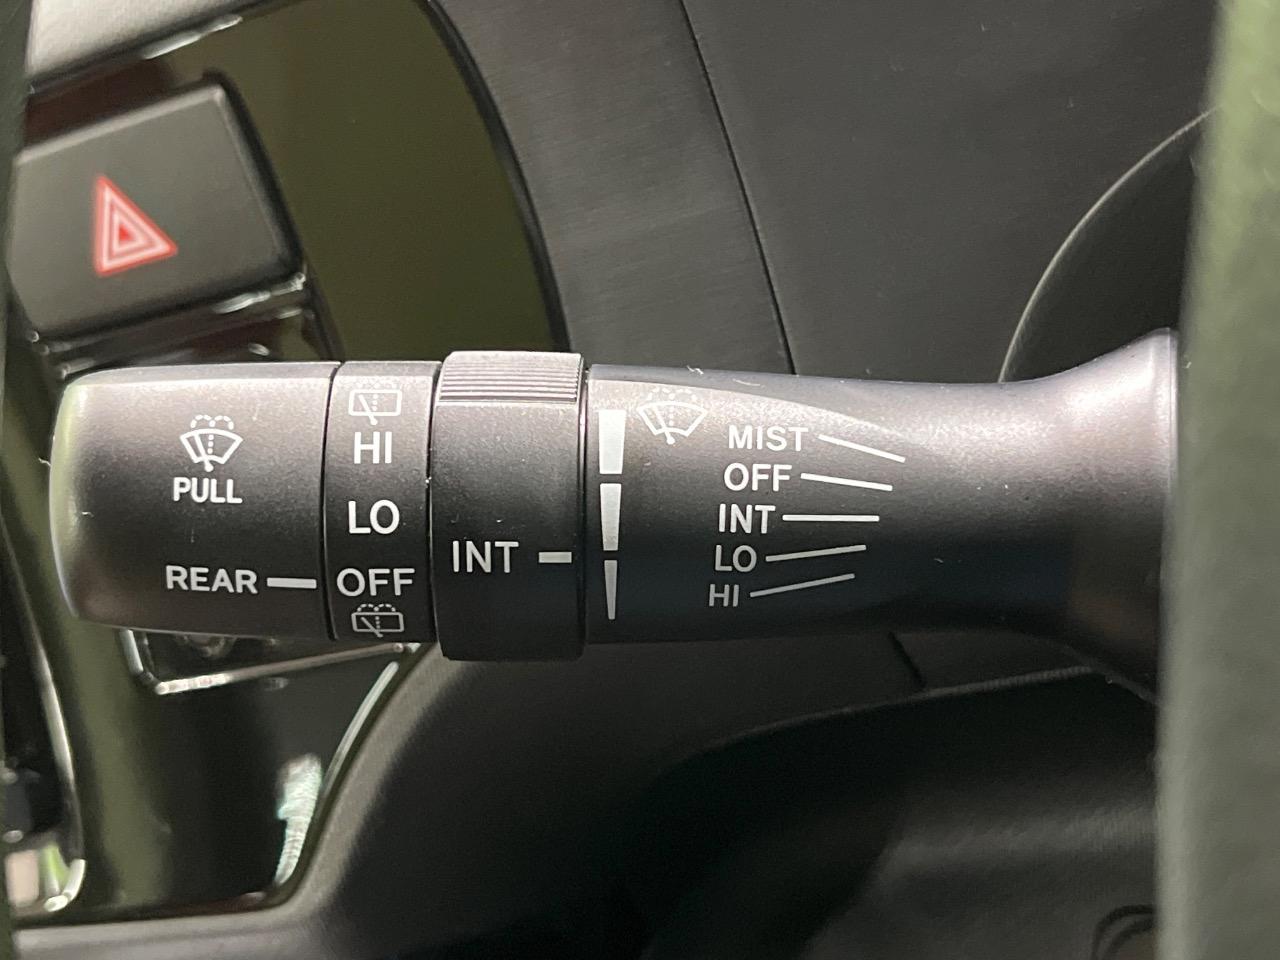 PULL
REAR
HI
LO
OFF
INT
MIST
OFF
INT
LO
HI